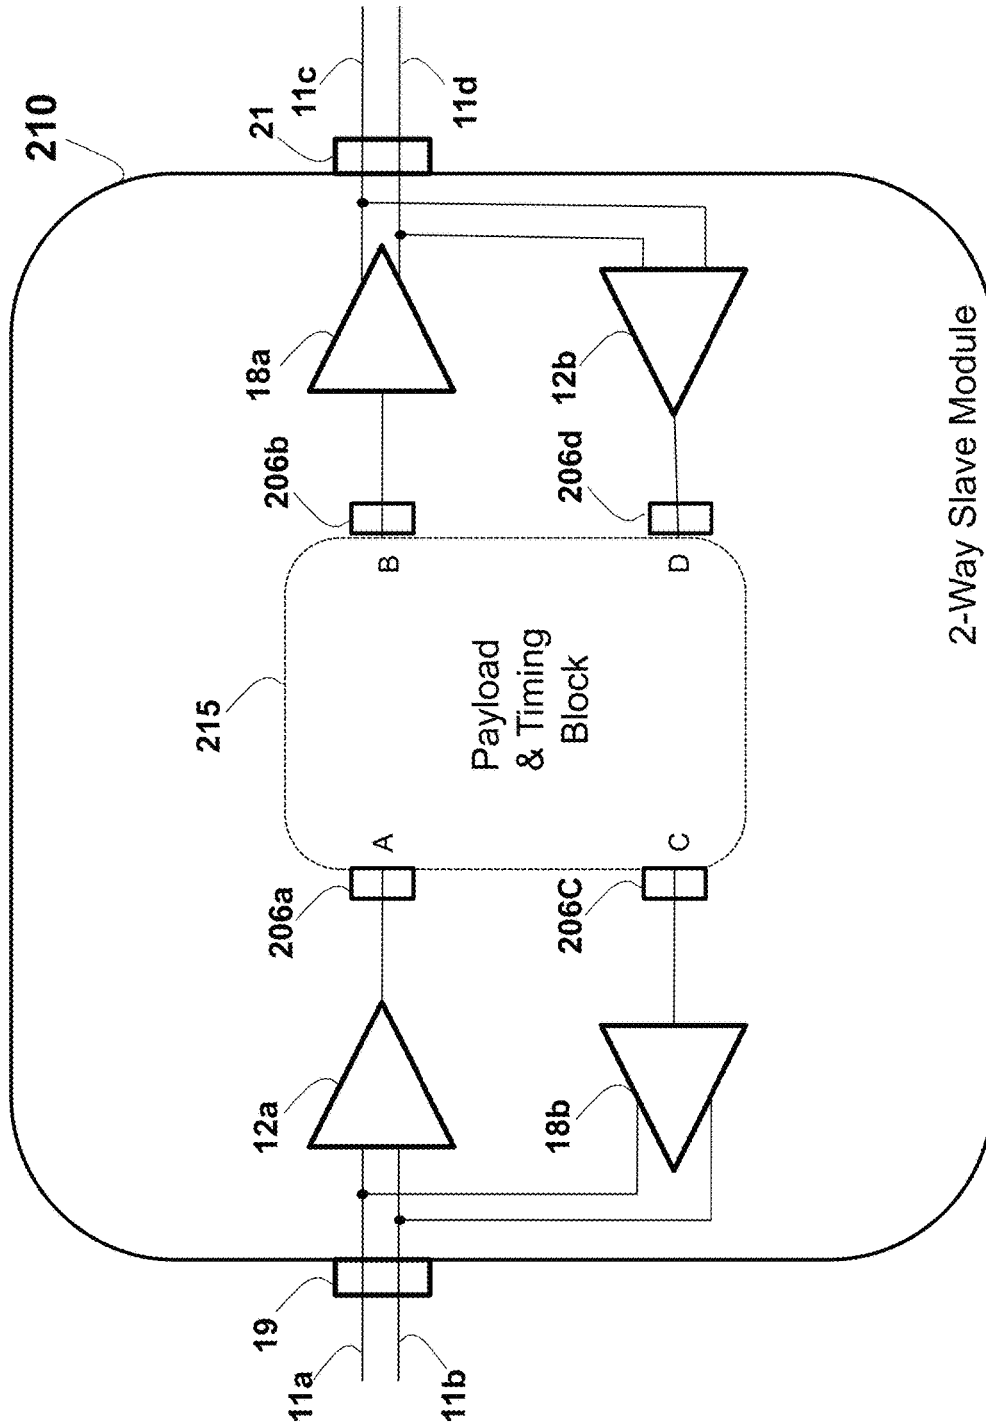 210
11c
21
11d
18a
12b
206b
206d
B
D
215
Payload
& Timing
Block
A
C
206a
206C
12a
18b
19
11a
11b
2-Way Slave Module